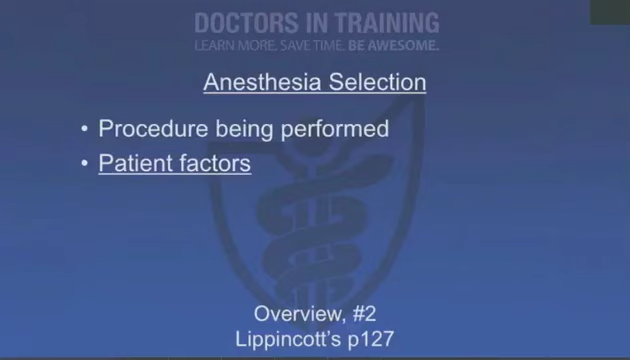 DOCTORS IN TRAINING
LEARN MORE. SAVE TIME. BE AWESOME.
Anesthesia Selection
• Procedure being performed
• Patient factors
Overview, #2
Lippincott's p127